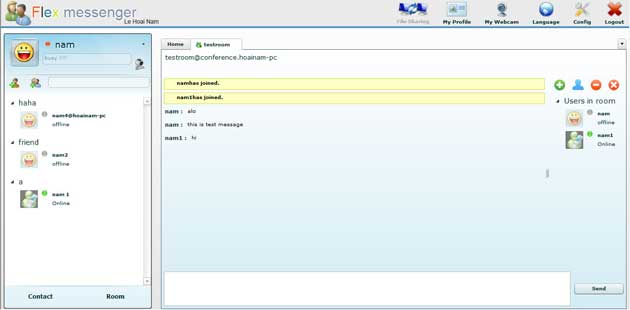 Flex messenger
Le Hoai Nam
File Sharing
My Profile
My Webcam
Language
Config
Logout
nam
busy !!!!
haha
nam4@hoainam-pc
offline
friend
nam2
offline
a
nam 1
Online
Contact
Room
Home
testroom
testroom@conference.hoainam-pc
namhas joined.
nam1has joined.
nam : alo
nam : this is test message
nam1 : hi
Users in room
nam
offline
nam1
Online
Send